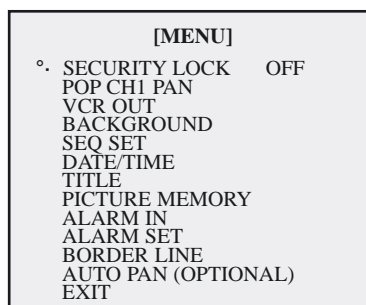 [MENU]
°· SECURITY LOCK OFF
POP CH1 PAN
VCR OUT
BACKGROUND
SEQ SET
DATE/TIME
TITLE
PICTURE MEMORY
ALARM IN
ALARM SET
BORDER LINE
AUTO PAN (OPTIONAL)
EXIT